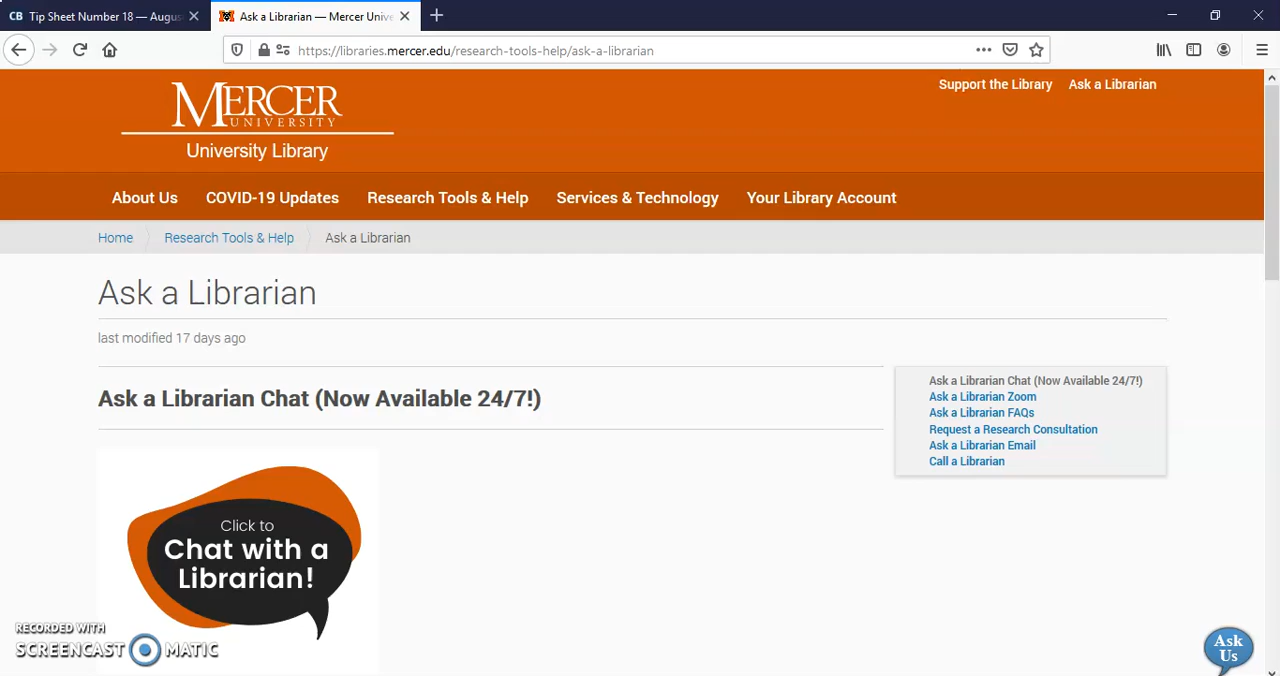 CB Tip Sheet Number 18 — Augus
Ask a Librarian — Mercer Unive
https://libraries.mercer.edu/research-tools-help/ask-a-librarian
Support the Library Ask a Librarian
MERCER
UNIVERSITY
University Library
About Us COVID-19 Updates Research Tools & Help Services & Technology Your Library Account
Home Research Tools & Help Ask a Librarian
Ask a Librarian
last modified 17 days ago
Ask a Librarian Chat (Now Available 24/7!)
Ask a Librarian Chat (Now Available 24/7!)
Ask a Librarian Zoom
Ask a Librarian FAQs
Request a Research Consultation
Ask a Librarian Email
Call a Librarian
Click to
Chat with a
Librarian!
RECORDED WITH
SCREENCAST MATIC
Ask
Us